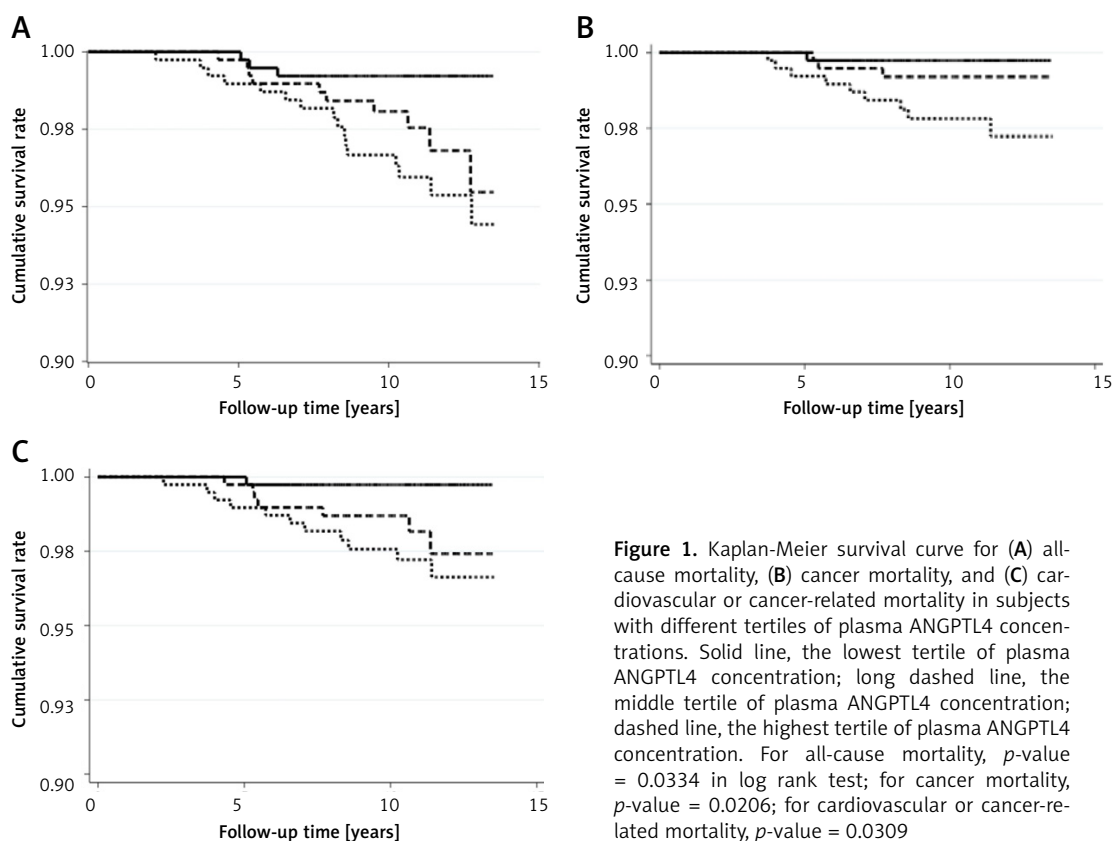 A
1.00
0.98
0.95
0.93
0.90
Cumulative survival rate
0 5 10 15
Follow-up time [years]
B
1.00
0.98
0.95
0.93
0.90
Cumulative survival rate
0 5 10 15
Follow-up time [years]
C
1.00
0.98
0.95
0.93
0.90
Cumulative survival rate
0 5 10 15
Follow-up time [years]
Figure 1. Kaplan-Meier survival curve for (A) all-
cause mortality, (B) cancer mortality, and (C) car-
diovascular or cancer-related mortality in subjects
with different tertiles of plasma ANGPTL4 concen-
trations. Solid line, the lowest tertile of plasma
ANGPTL4 concentration; long dashed line, the
middle tertile of plasma ANGPTL4 concentration;
dashed line, the highest tertile of plasma ANGPTL4
concentration. For all-cause mortality, p-value
= 0.0334 in log rank test; for cancer mortality,
p-value = 0.0206; for cardiovascular or cancer-re-
lated mortality, p-value = 0.0309